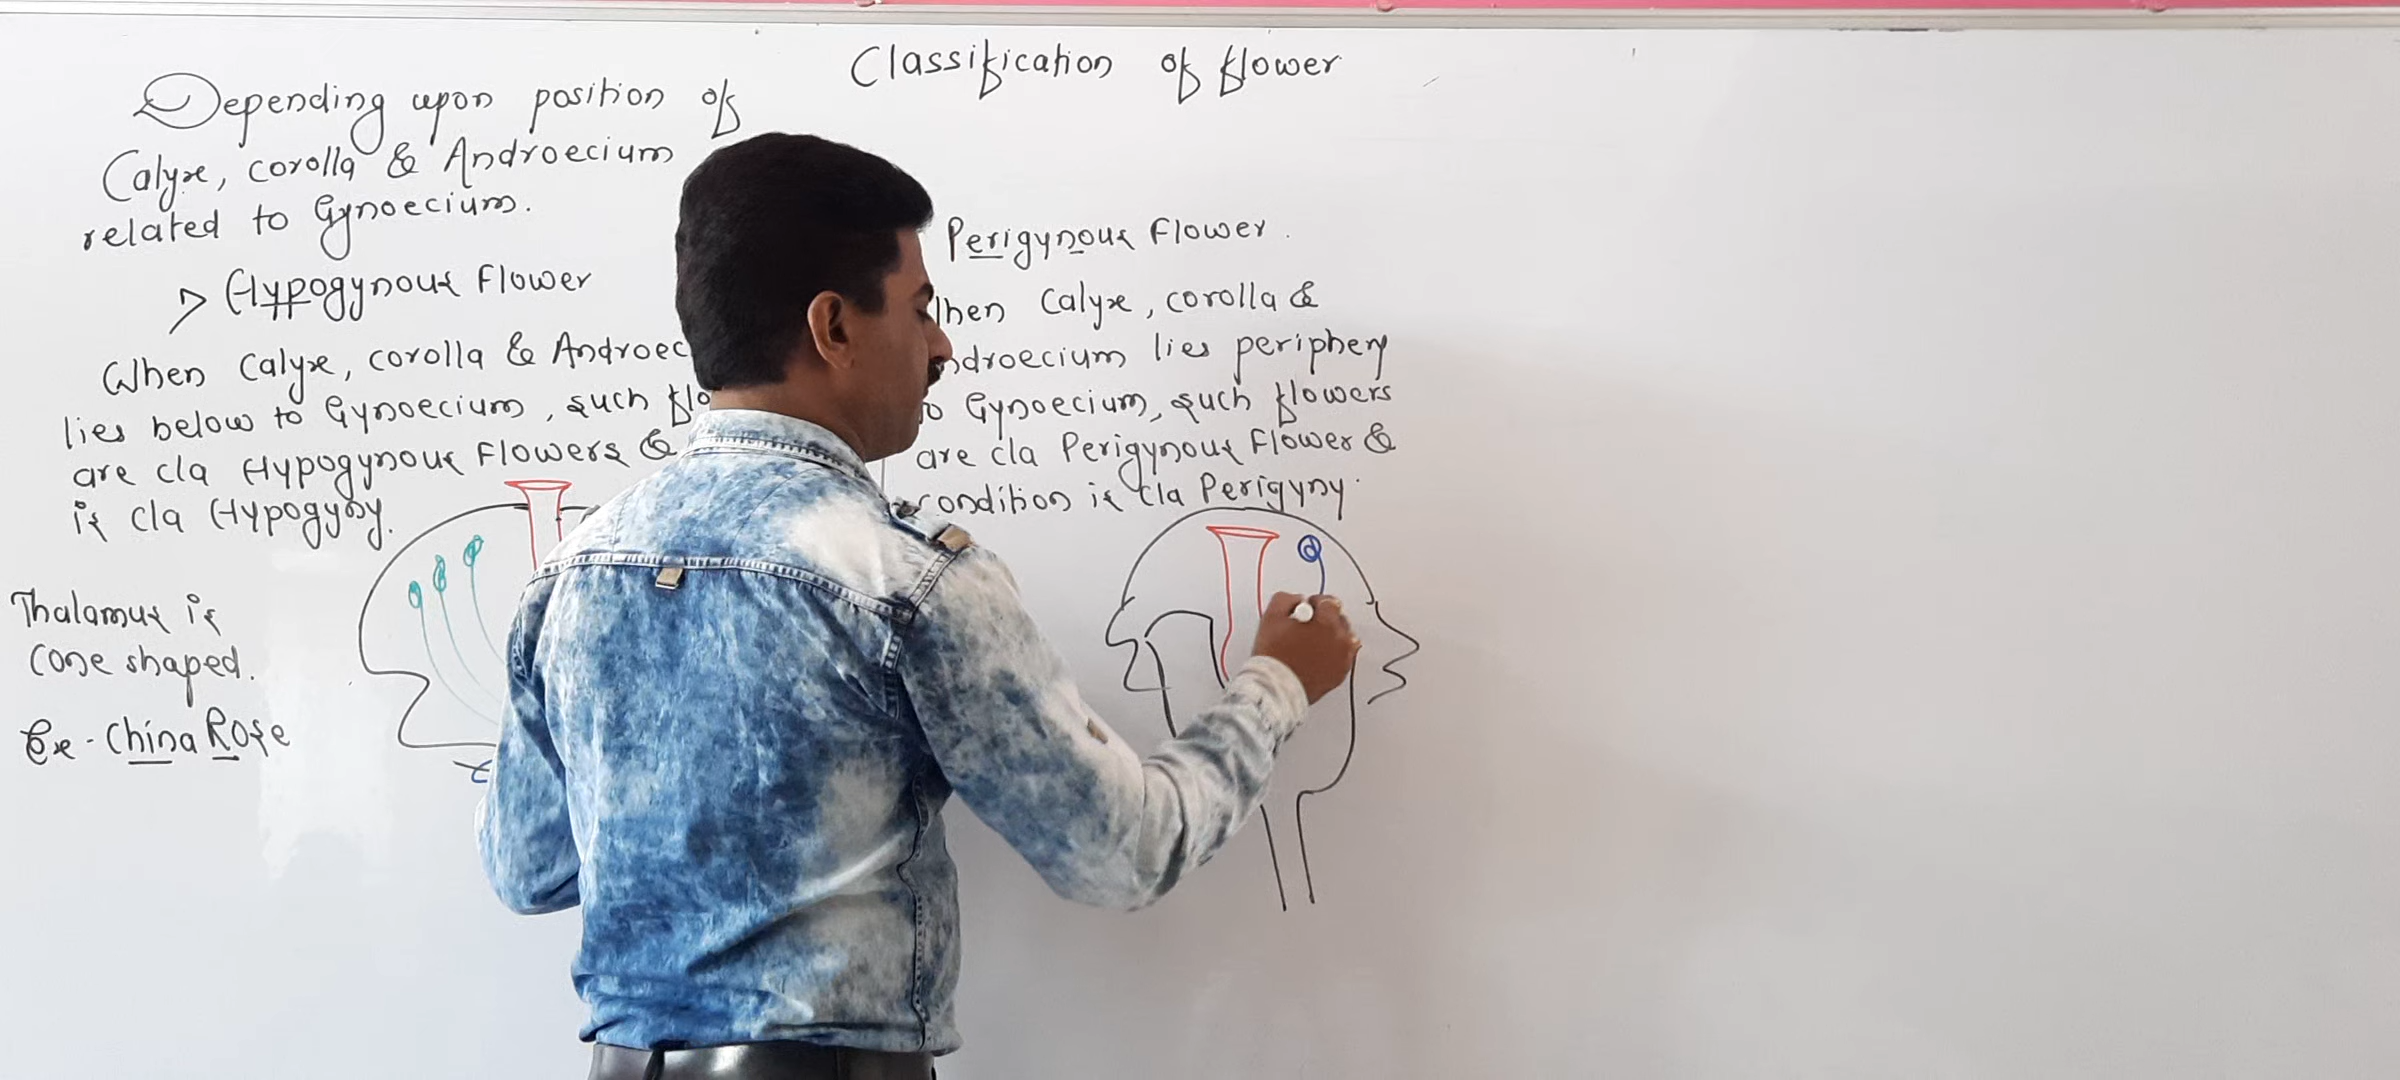 Classification of flower
Depending upon position of
Calyx, corolla & Androecium
related to Gynoecium.
> Hypogynous Flower
When Calyx, corolla & Androec
lies below to Gynoecium, such flo
are cla Hypogynous Flowers &
is cla Hypogyny.
Thalamus is
Cone shaped.
Ex - China Rose
Perigynous Flower.
hen Calyx, corolla &
ndroecium lies periphery
to Gynoecium, such flowers
are cla Perigynous Flower &
condition is cla Perigyny.